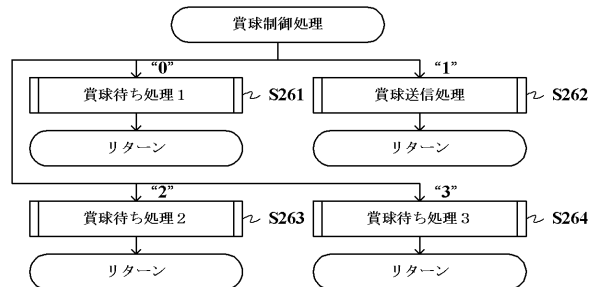 賞球制御処理
“0”
“1”
賞球待ち処理１
S261
賞球送信処理
S262
リターン
リターン
“2”
“3”
賞球待ち処理２
S263
賞球待ち処理３
S264
リターン
リターン